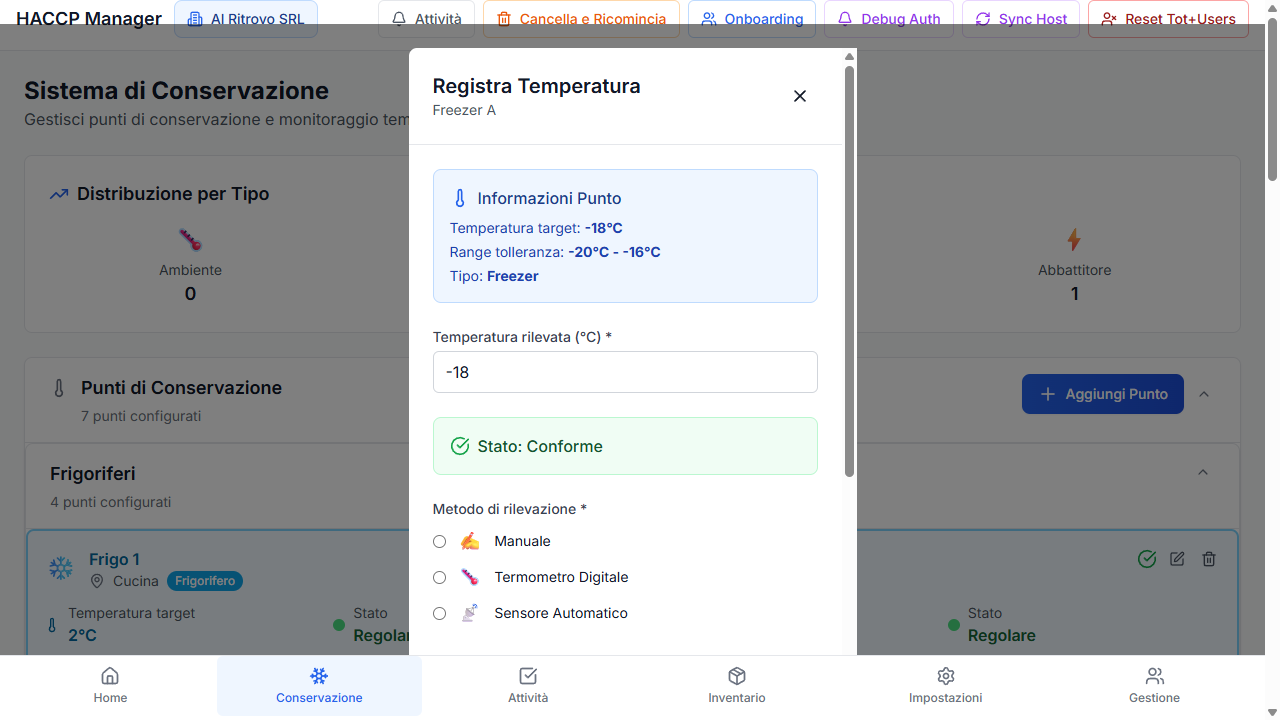 HACCP Manager
Al Ritrovo SRL
Attività
Cancella e Ricomincia
Onboarding
Debug Auth
Sync Host
Reset Tot+Users
Sistema di Conservazione
Gestisci punti di conservazione e monitoraggio
Distribuzione per Tipo
Ambiente
0
Abbattitore
1
Punti di Conservazione
7 punti configurati
Aggiungi Punto
Frigoriferi
4 punti configurati
Frigo 1
Cucina
Frigorifero
Temperatura target
2°C
Stato
Stato
Regolare
Registra Temperatura
Freezer A
Informazioni Punto
Temperatura target: -18°C
Range tolleranza: -20°C - -16°C
Tipo: Freezer
Temperatura rilevata (°C) *
-18
Stato: Conforme
Metodo di rilevazione *
Manuale
Termometro Digitale
Sensore Automatico
Home
Conservazione
Attività
Inventario
Impostazioni
Gestione